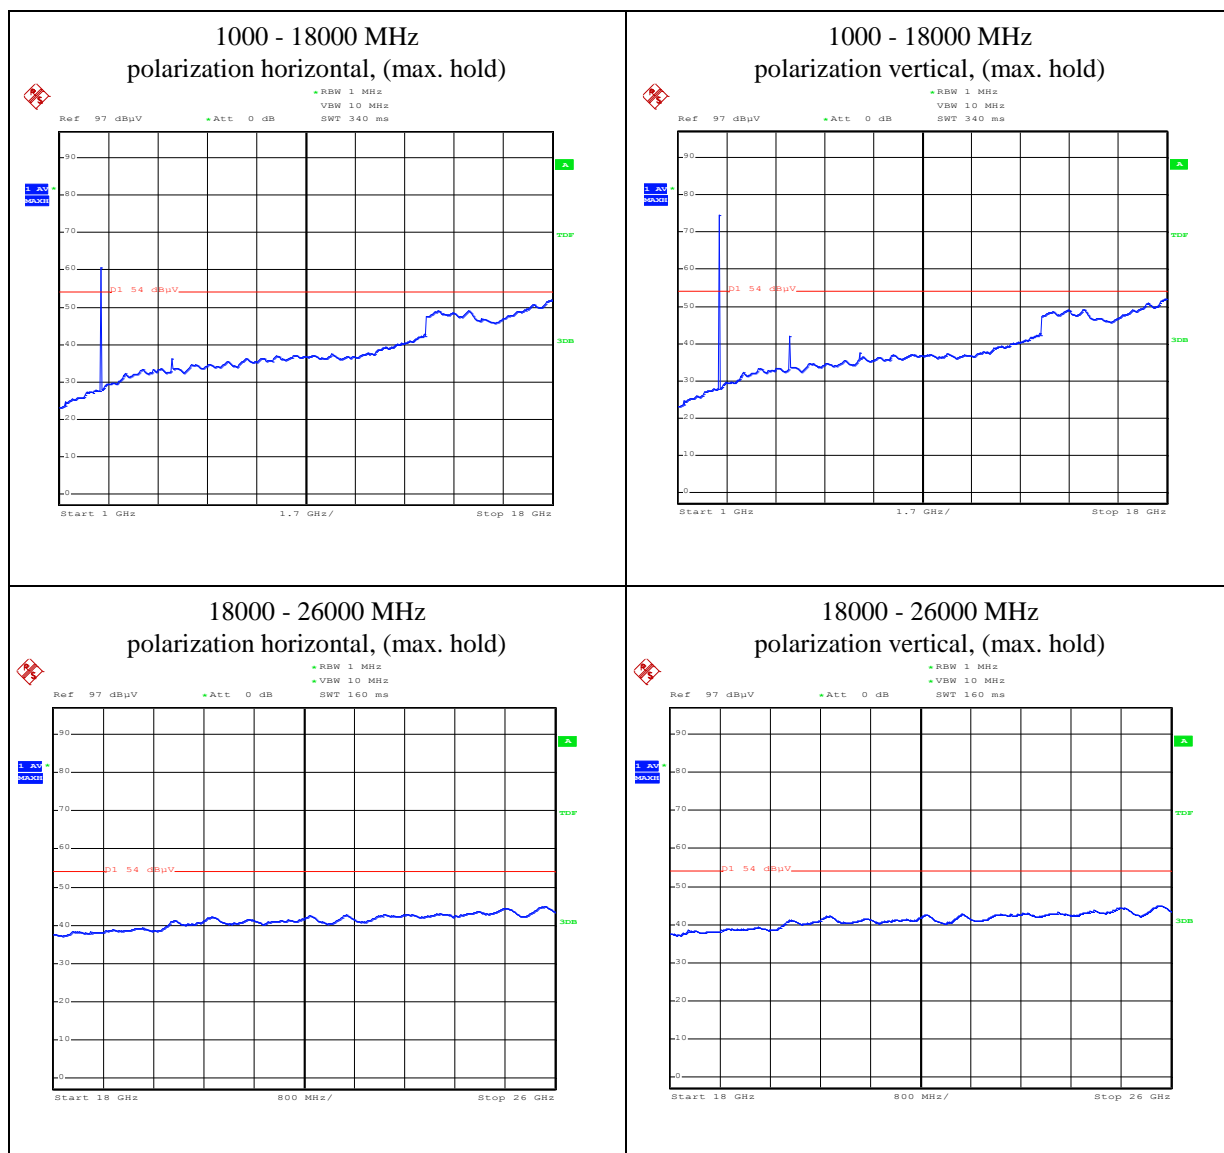 1000 - 18000 MHz
polarization horizontal, (max. hold)
R
S
* RBW 1 MHz
VBW 10 MHz
Ref 97 dBµV
* Att 0 dB
SWT 340 ms
90
A
1 AV *
MAXH
80
70
TDF
60
D1 54 dBµV
50
40
3DB
30
20
10
0
Start 1 GHz
1.7 GHz/
Stop 18 GHz
1000 - 18000 MHz
polarization vertical, (max. hold)
R
S
* RBW 1 MHz
VBW 10 MHz
Ref 97 dBµV
* Att 0 dB
SWT 340 ms
90
A
1 AV *
MAXH
80
70
TDF
60
D1 54 dBµV
50
40
3DB
30
20
10
0
Start 1 GHz
1.7 GHz/
Stop 18 GHz
18000 - 26000 MHz
polarization horizontal, (max. hold)
R
S
* RBW 1 MHz
* VBW 10 MHz
Ref 97 dBµV
* Att 0 dB
SWT 160 ms
90
A
1 AV *
MAXH
80
70
TDF
60
D1 54 dBµV
50
40
3DB
30
20
10
0
Start 18 GHz
800 MHz/
Stop 26 GHz
18000 - 26000 MHz
polarization vertical, (max. hold)
R
S
* RBW 1 MHz
* VBW 10 MHz
Ref 97 dBµV
* Att 0 dB
SWT 160 ms
90
A
1 AV *
MAXH
80
70
TDF
60
D1 54 dBµV
50
40
3DB
30
20
10
0
Start 18 GHz
800 MHz/
Stop 26 GHz